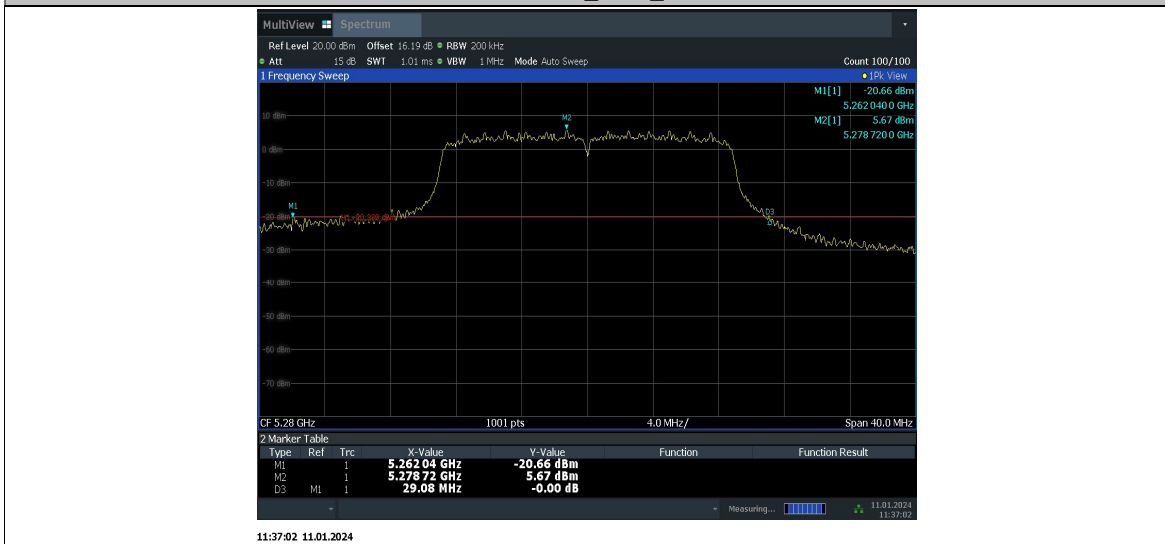 MultiView Spectrum
Ref Level 20.00 dBm Offset 16.19 dB RBW 200 kHz
Att 15 dB SWT 1.01 ms VBW 1 MHz Mode Auto Sweep Count 100/100
1 Frequency Sweep 1Pk View
M1[1] -20.66 dBm
5.262 040 0 GHz
M2[1] 5.67 dBm
5.278 720 0 GHz
10 dBm
M2
0 dBm
-10 dBm
M1
-20 dBm
D3
-30 dBm
-40 dBm
-50 dBm
-60 dBm
-70 dBm
CF 5.28 GHz 1001 pts 4.0 MHz/ Span 40.0 MHz
2 Marker Table
Type Ref Trc X-Value Y-Value Function Function Result
M1 1 5.262 04 GHz -20.66 dBm
M2 1 5.278 72 GHz 5.67 dBm
D3 M1 1 29.08 MHz -0.00 dB
Measuring... 11.01.2024
11:37:02
11:37:02 11.01.2024